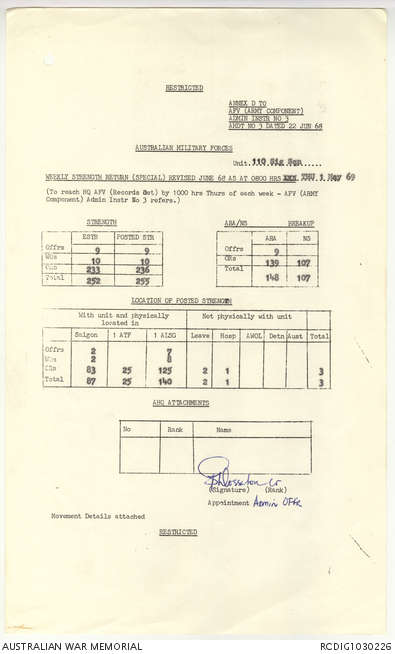 RESTRICTED
ANNEX D TO
AFV (ARMY COMPONENT)
ADMIN INSTR NO 3
AHDT NO 3 DATED 22 JUN 68
AUSTRALIAN MILITARY FORCES
Unit. 110 Sig Sqn.....
WEEKLY STRENGTH RETURN (SPECIAL) REVISED JUNE 68 AS AT 0800 HRS THU 1 May 69
(To reach HQ AFV (Records Det) by 1000 hrs Thurs of each week - AFV (ARMY
Component) Admin Instr No 3 refers.)
STRENGTH
ESTR POSTED STR
Offrs 9 9
WOs 10 10
ORs 233 236
Total 252 255
ARA/NS BREAKUP
ARA NS
Offrs 9
ORs 139 107
Total 148 107
LOCATION OF POSTED STRENGTH
With unit and physically located in Not physically with unit
Saigon 1 ATF 1 ALSG Leave Hosp AWOL Detn Aust Total
Offrs 2 7
WOs 2 8
ORs 83 25 125 2 1 3
Total 87 25 140 2 1 3
AHQ ATTACHMENTS
No Rank Name
(Signature) (Rank)
Appointment Admin Offr
Movement Details attached
RESTRICTED
AUSTRALIAN WAR MEMORIAL RCDIG1030226